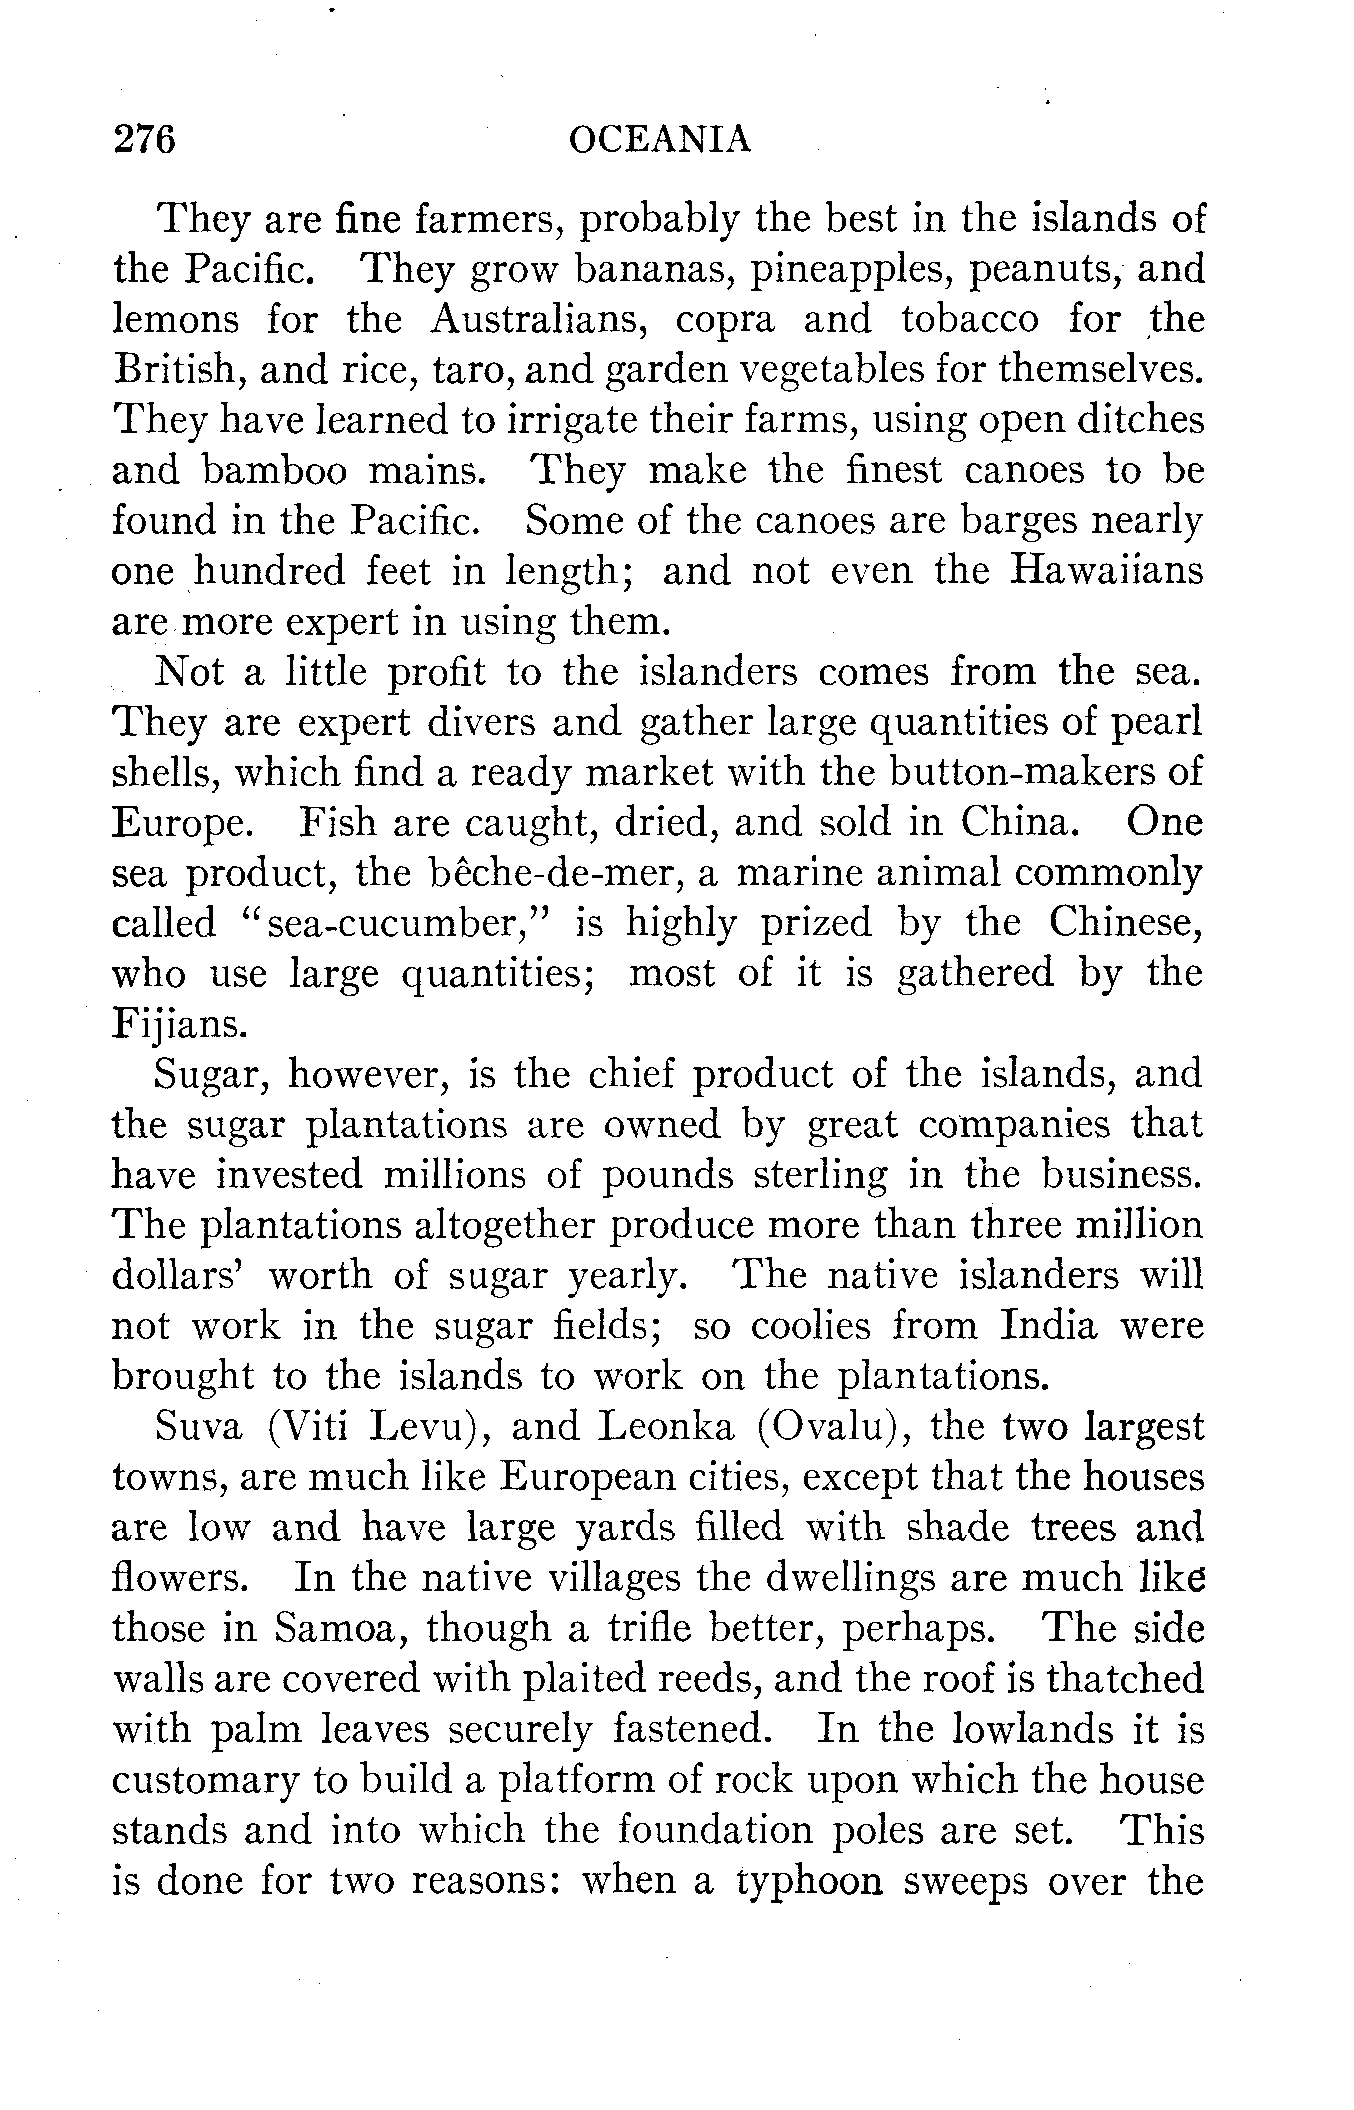 276 OCEANIA
They are fine farmers, probably the best in the islands of
the Pacific. They grow bananas, pineapples, peanuts, and
lemons for the Australians, copra and tobacco for the
British, and rice, taro, and garden vegetables for themselves.
They have learned to irrigate their farms, using open ditches
and bamboo mains. They make the finest canoes to be
found in the Pacific. Some of the canoes are barges nearly
one hundred feet in length; and not even the Hawaiians
are more expert in using them.
Not a little profit to the islanders comes from the sea.
They are expert divers and gather large quantities of pearl
shells, which find a ready market with the button-makers of
Europe. Fish are caught, dried, and sold in China. One
sea product, the bêche-de-mer, a marine animal commonly
called "sea-cucumber," is highly prized by the Chinese,
who use large quantities; most of it is gathered by the
Fijians.
Sugar, however, is the chief product of the islands, and
the sugar plantations are owned by great companies that
have invested millions of pounds sterling in the business.
The plantations altogether produce more than three million
dollars' worth of sugar yearly. The native islanders will
not work in the sugar fields; so coolies from India were
brought to the islands to work on the plantations.
Suva (Viti Levu), and Leonka (Ovalu), the two largest
towns, are much like European cities, except that the houses
are low and have large yards filled with shade trees and
flowers. In the native villages the dwellings are much like
those in Samoa, though a trifle better, perhaps. The side
walls are covered with plaited reeds, and the roof is thatched
with palm leaves securely fastened. In the lowlands it is
customary to build a platform of rock upon which the house
stands and into which the foundation poles are set. This
is done for two reasons: when a typhoon sweeps over the